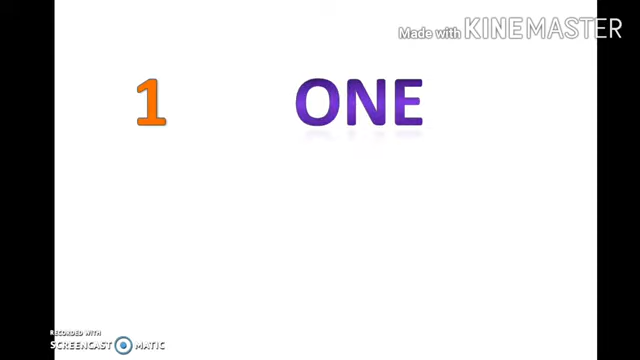 Made with KINEMASTER
1 ONE
RECORDED WITH
SCREENCAST MATIC